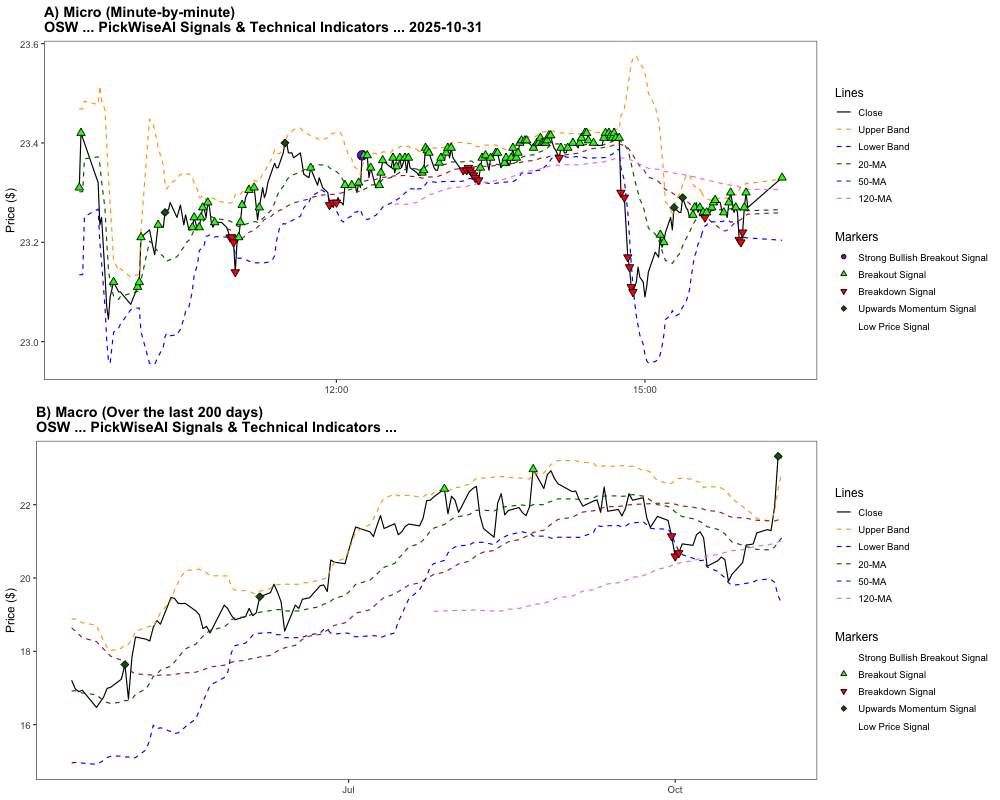 A) Micro (Minute-by-minute)
OSW ... PickWiseAI Signals & Technical Indicators ... 2025-10-31
23.6
23.4
23.2
23.0
Price ($)
12:00
15:00
Lines
Close
Upper Band
Lower Band
20-MA
50-MA
120-MA
Markers
Strong Bullish Breakout Signal
Breakout Signal
Breakdown Signal
Upwards Momentum Signal
Low Price Signal
B) Macro (Over the last 200 days)
OSW ... PickWiseAI Signals & Technical Indicators ...
22
20
18
16
Price ($)
Jul
Oct
Lines
Close
Upper Band
Lower Band
20-MA
50-MA
120-MA
Markers
Strong Bullish Breakout Signal
Breakout Signal
Breakdown Signal
Upwards Momentum Signal
Low Price Signal